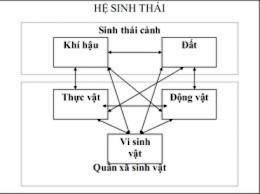 HỆ SINH THÁI
Sinh thái cảnh
Khí hậu
Đất
Thực vật
Động vật
Vi sinh
vật
Quần xã sinh vật